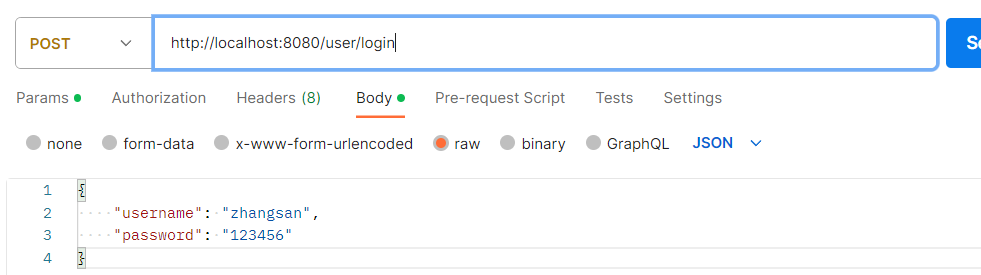 POST http://localhost:8080/user/login
Params Authorization Headers (8) Body Pre-request Script Tests Settings
none form-data x-www-form-urlencoded raw binary GraphQL JSON
1 {
2 "username": "zhangsan",
3 "password": "123456"
4 }